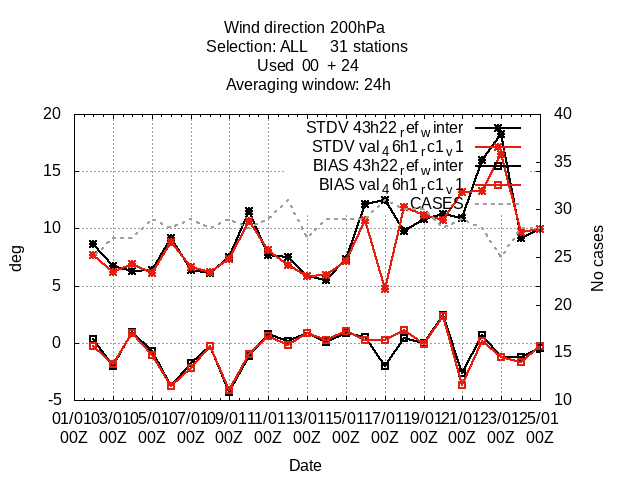 Wind direction 200hPa
Selection: ALL 31 stations
Used 00 + 24
Averaging window: 24h
20
15
10
5
0
-5
deg
40
35
30
25
20
15
10
No cases
STDV 43h22_ref_winter
STDV val_46h1_rc1_v1
BIAS 43h22_ref_winter
BIAS val_46h1_rc1_v1
CASES
01/01 03/01 05/01 07/01 09/01 11/01 13/01 15/01 17/01 19/01 21/01 23/01 25/01
00Z 00Z 00Z 00Z 00Z 00Z 00Z 00Z 00Z 00Z 00Z 00Z 00Z
Date